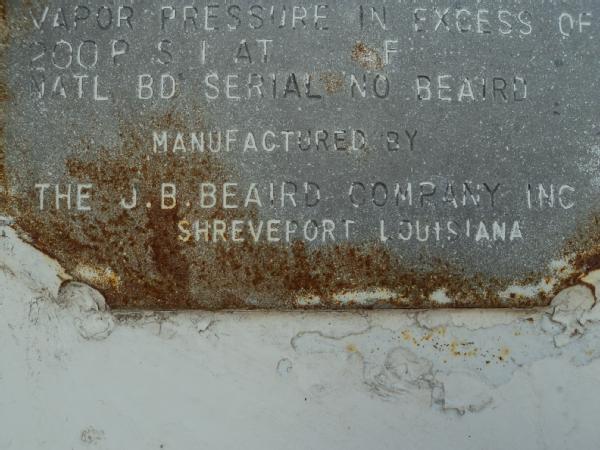 VAPOR PRESSURE IN EXCESS OF
200 P S I AT F
NATL BD SERIAL NO BEAIRD
MANUFACTURED BY
THE J.B. BEAIRD COMPANY INC
SHREVEPORT LOUISIANA